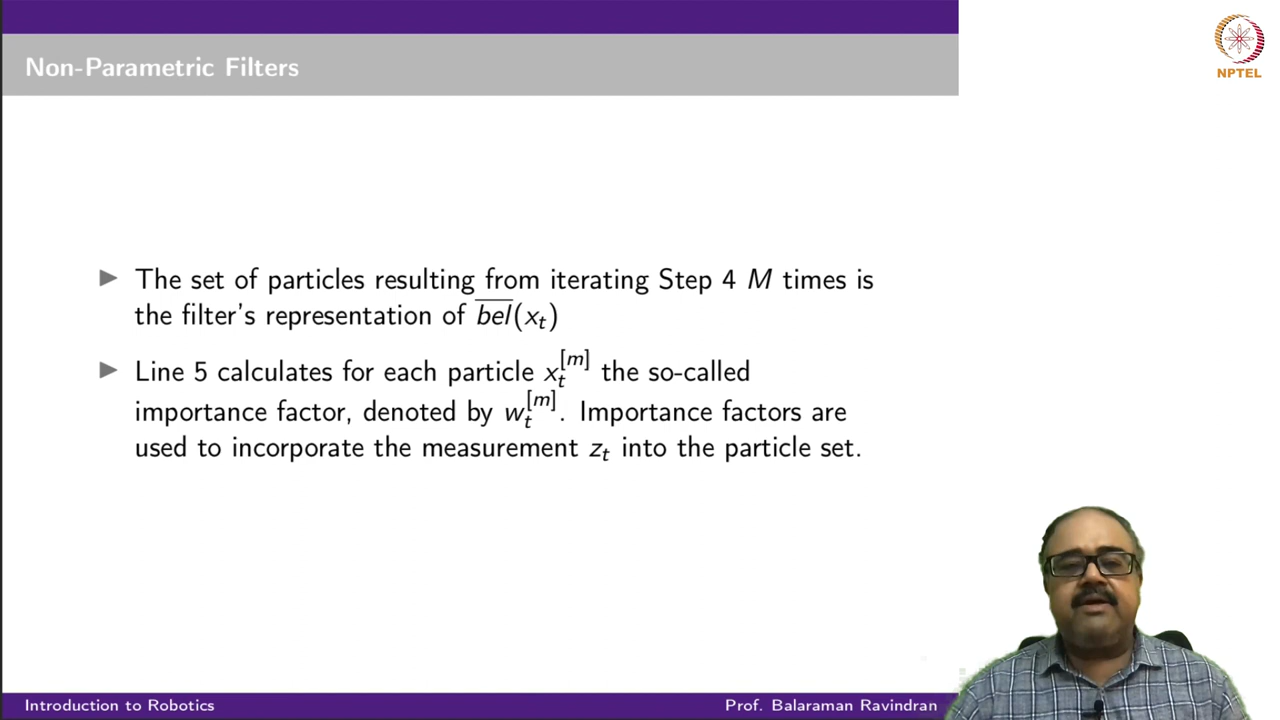 Non-Parametric Filters
NPTEL
▶ The set of particles resulting from iterating Step 4 M times is
the filter's representation of $\overline{bel}(x_t)$
▶ Line 5 calculates for each particle $x_t^{[m]}$ the so-called
importance factor, denoted by $w_t^{[m]}$. Importance factors are
used to incorporate the measurement $z_t$ into the particle set.
Introduction to Robotics
Prof. Balaraman Ravindran